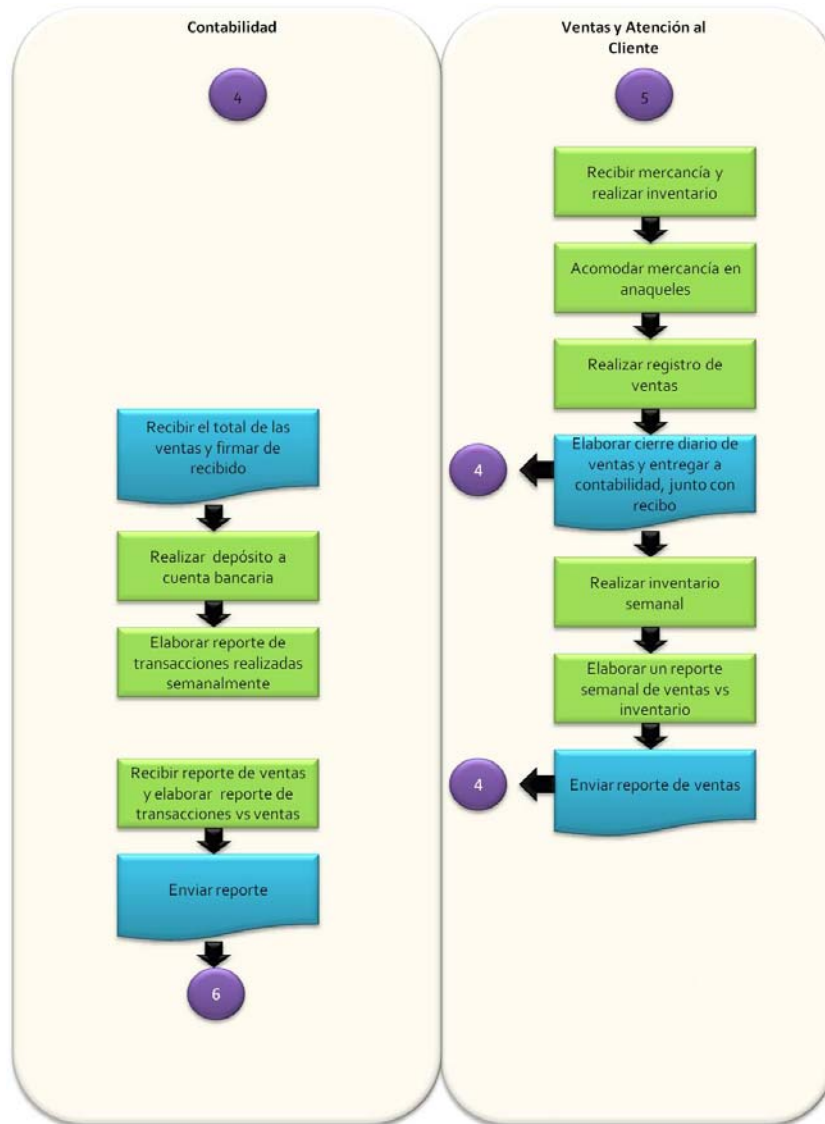 Contabilidad
4
Recibir el total de las
ventas y firmar de
recibido
Realizar depósito a
cuenta bancaria
Elaborar reporte de
transacciones realizadas
semanalmente
Recibir reporte de ventas
y elaborar reporte de
transacciones vs ventas
Enviar reporte
6
Ventas y Atención al
Cliente
5
Recibir mercancía y
realizar inventario
Acomodar mercancía en
anaqueles
Realizar registro de
ventas
Elaborar cierre diario de
ventas y entregar a
contabilidad, junto con
recibo
4
Realizar inventario
semanal
Elaborar un reporte
semanal de ventas vs
inventario
Enviar reporte de ventas
4